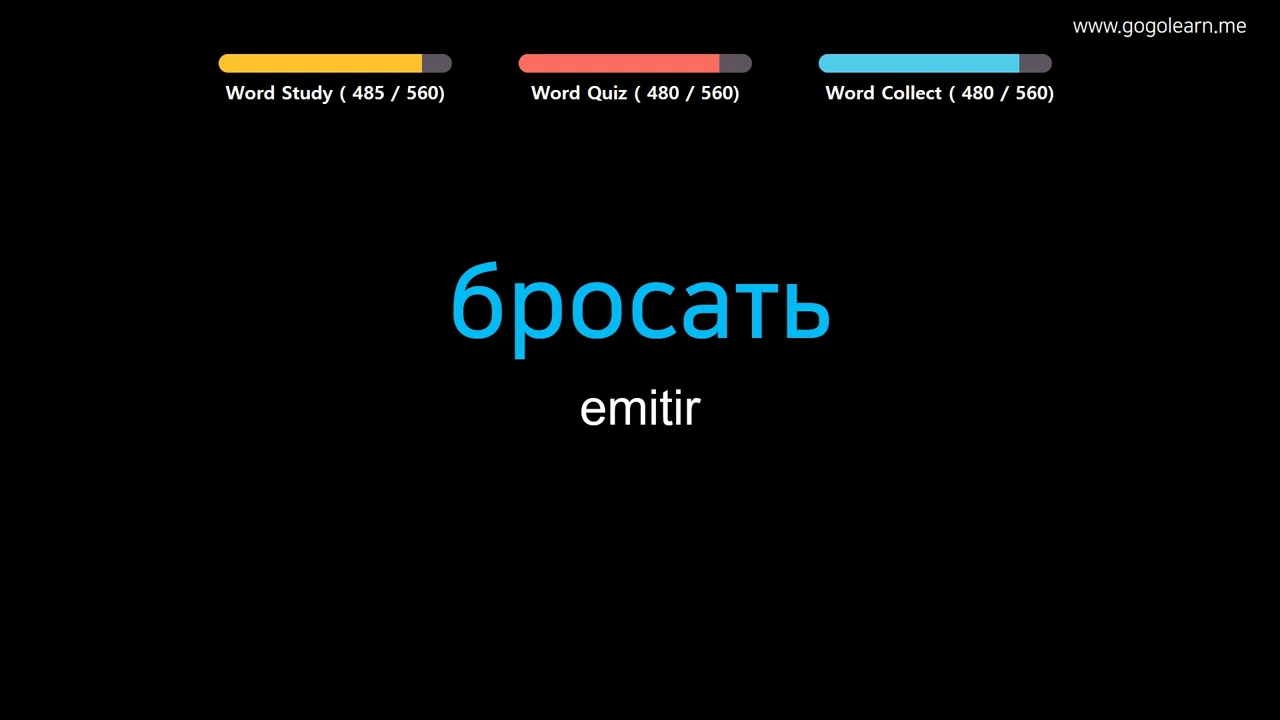 www.gogolearn.me
Word Study ( 485 / 560)
Word Quiz ( 480 / 560)
Word Collect ( 480 / 560)
бросать
emitir